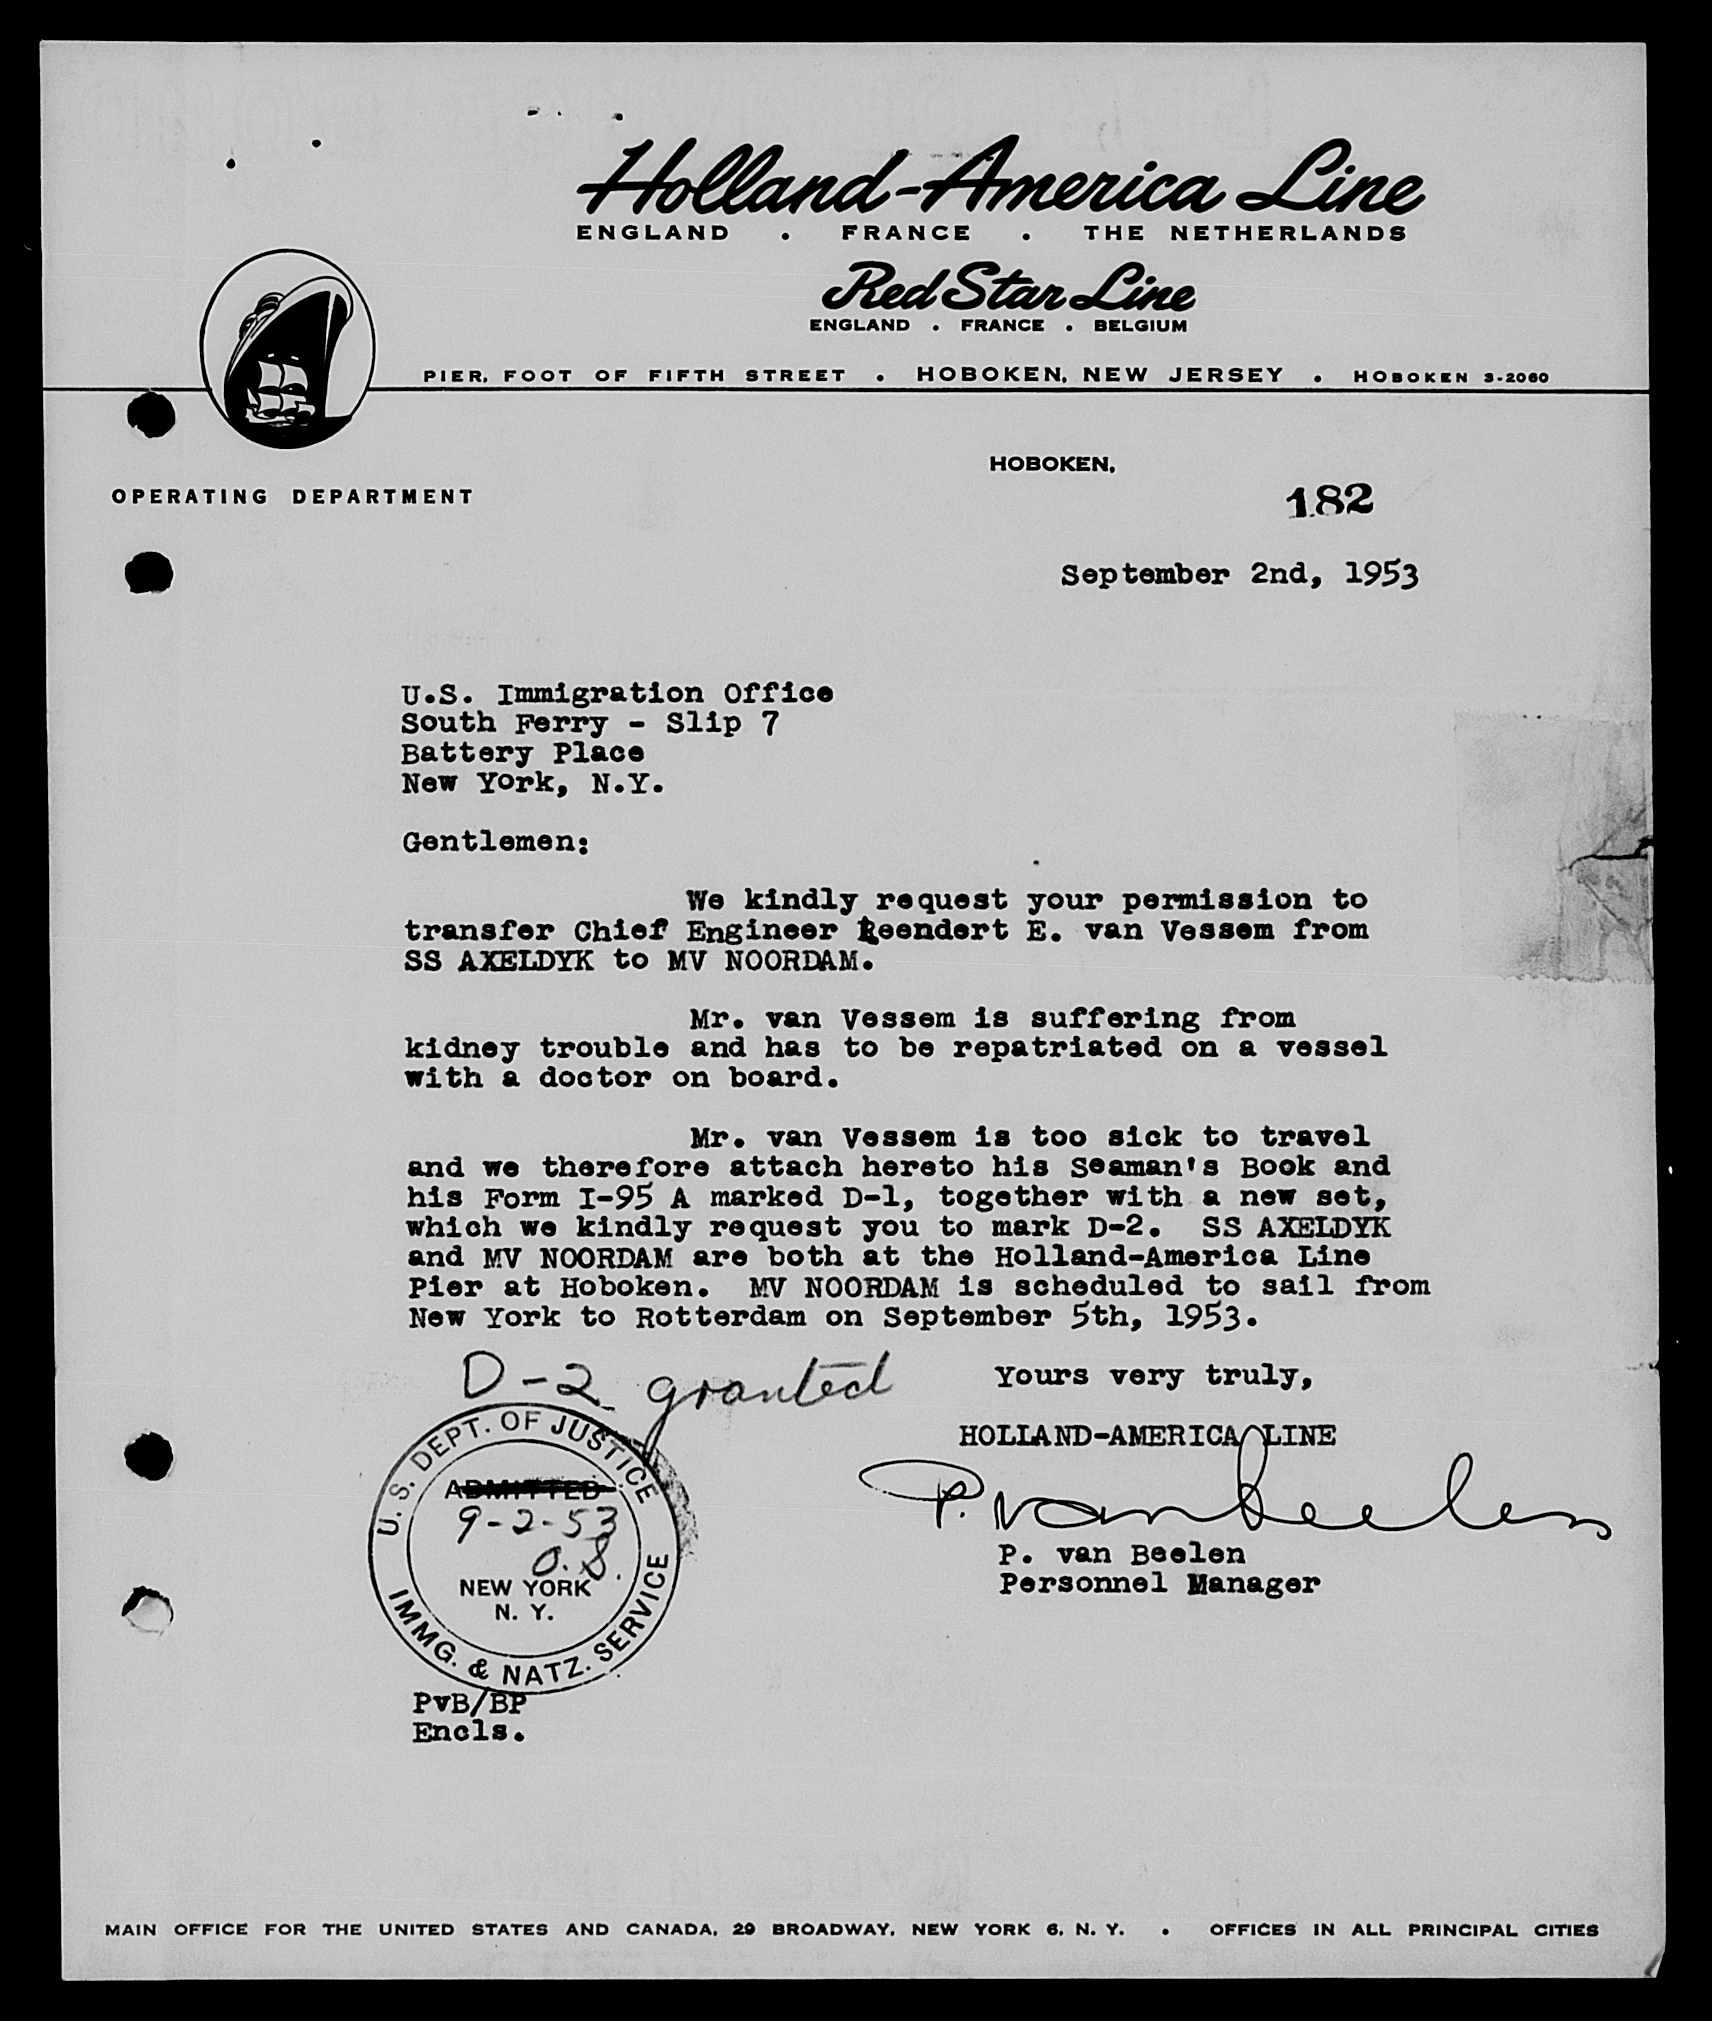 Holland-America Line
ENGLAND . FRANCE . THE NETHERLANDS
Red Star Line
ENGLAND . FRANCE . BELGIUM
PIER, FOOT OF FIFTH STREET . HOBOKEN, NEW JERSEY . HOBOKEN 3-2060
HOBOKEN,
OPERATING DEPARTMENT
182
September 2nd, 1953
U.S. Immigration Office
South Ferry - Slip 7
Battery Place
New York, N.Y.
Gentlemen:
We kindly request your permission to
transfer Chief Engineer Leendert E. van Vessem from
SS AXELDYK to MV NOORDAM.
Mr. van Vessem is suffering from
kidney trouble and has to be repatriated on a vessel
with a doctor on board.
Mr. van Vessem is too sick to travel
and we therefore attach hereto his Seaman's Book and
his Form I-95 A marked D-1, together with a new set,
which we kindly request you to mark D-2. SS AXELDYK
and MV NOORDAM are both at the Holland-America Line
Pier at Hoboken. MV NOORDAM is scheduled to sail from
New York to Rotterdam on September 5th, 1953.
D-2 granted
Yours very truly,
HOLLAND-AMERICA LINE
P. van Beelen
P. van Beelen
Personnel Manager
U.S. DEPT. OF JUSTICE
ADMITTED
9-2-53
O.S.
NEW YORK
N. Y.
IMMG. & NATZ. SERVICE
PvB/BP
Encls.
MAIN OFFICE FOR THE UNITED STATES AND CANADA, 29 BROADWAY, NEW YORK 6, N. Y. . OFFICES IN ALL PRINCIPAL CITIES